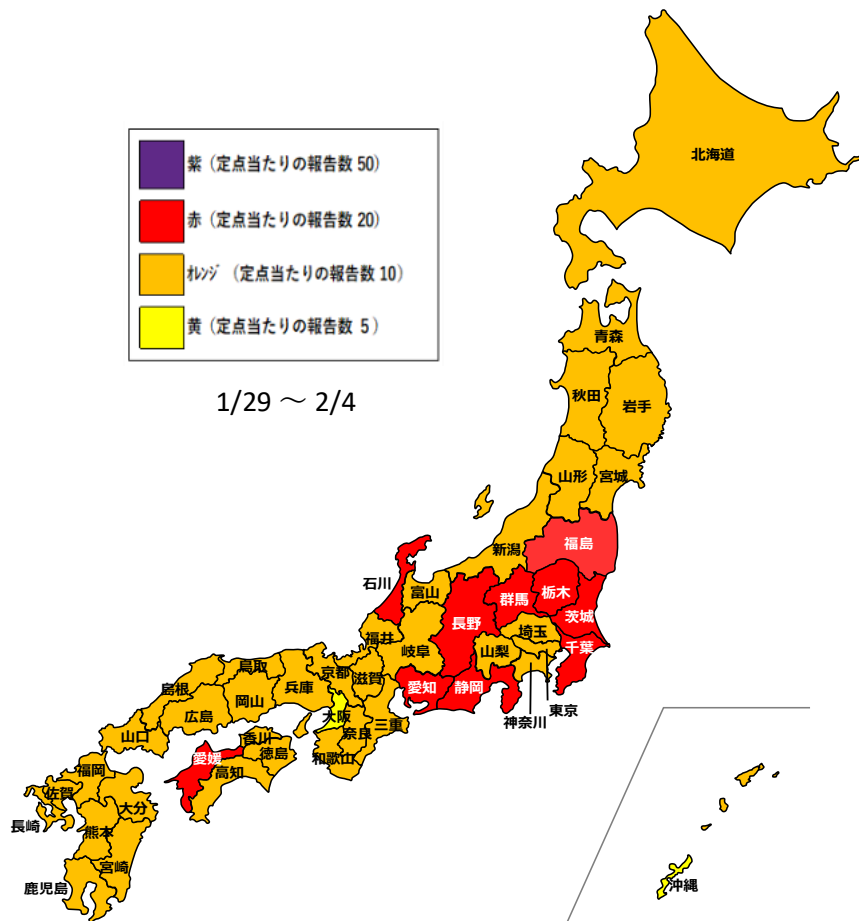 紫 (定点当たりの報告数 50)
赤 (定点当たりの報告数 20)
ｵﾚﾝｼﾞ (定点当たりの報告数 10)
黄 (定点当たりの報告数 5 )
1/29 ～ 2/4
北海道
青森
秋田
岩手
山形
宮城
新潟
福島
石川
富山
群馬
栃木
茨城
長野
福井
岐阜
山梨
埼玉
千葉
東京
神奈川
愛知
静岡
鳥取
京都
滋賀
島根
岡山
兵庫
広島
大阪
三重
奈良
山口
和歌山
香川
徳島
愛媛
高知
福岡
佐賀
大分
長崎
熊本
宮崎
鹿児島
沖縄